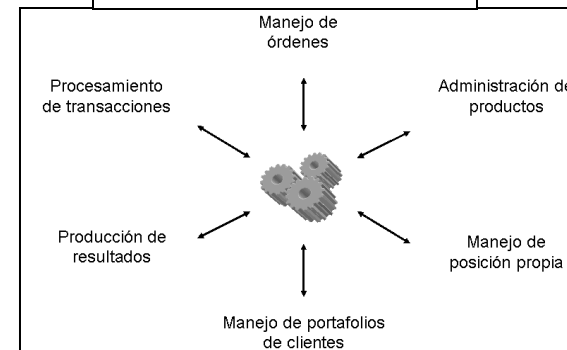 Manejo de
órdenes
Procesamiento
de transacciones
Administración de
productos
Producción de
resultados
Manejo de
posición propia
Manejo de portafolios
de clientes